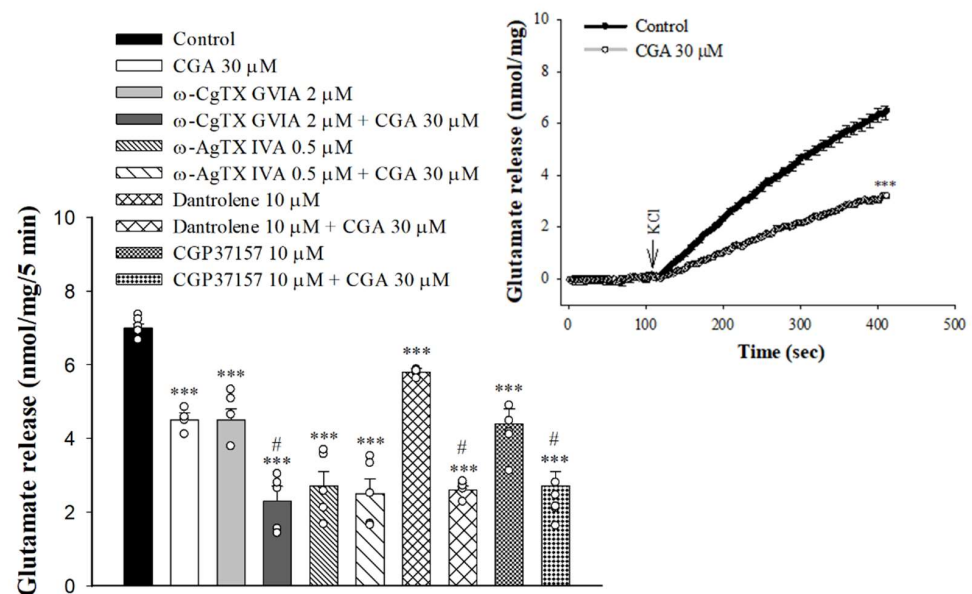 Control
CGA 30 μM
ω-CgTX GVIA 2 μM
ω-CgTX GVIA 2 μM + CGA 30 μM
ω-AgTX IVA 0.5 μM
ω-AgTX IVA 0.5 μM + CGA 30 μM
Dantrolene 10 μM
Dantrolene 10 μM + CGA 30 μM
CGP37157 10 μM
CGP37157 10 μM + CGA 30 μM
Glutamate release (nmol/mg/5 min)
8
6
4
2
0
***
***
#
***
***
***
***
#
***
***
#
***
Control
CGA 30 μM
Glutamate release (nmol/mg)
10
8
6
4
2
0
KCl
***
0
100
200
300
400
500
Time (sec)